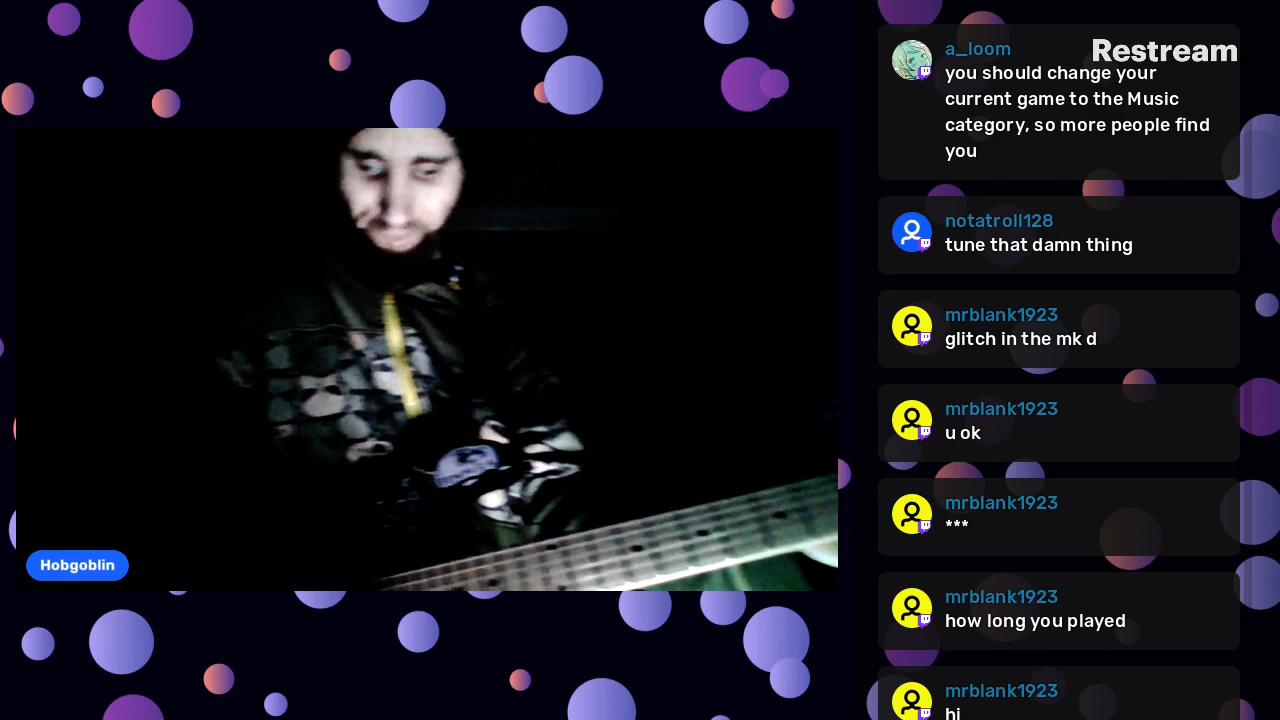 Restream
a_loom
you should change your
current game to the Music
category, so more people find
you
notatroll128
tune that damn thing
mrblank1923
glitch in the mk d
mrblank1923
u ok
mrblank1923
***
mrblank1923
how long you played
mrblank1923
hi
Hobgoblin